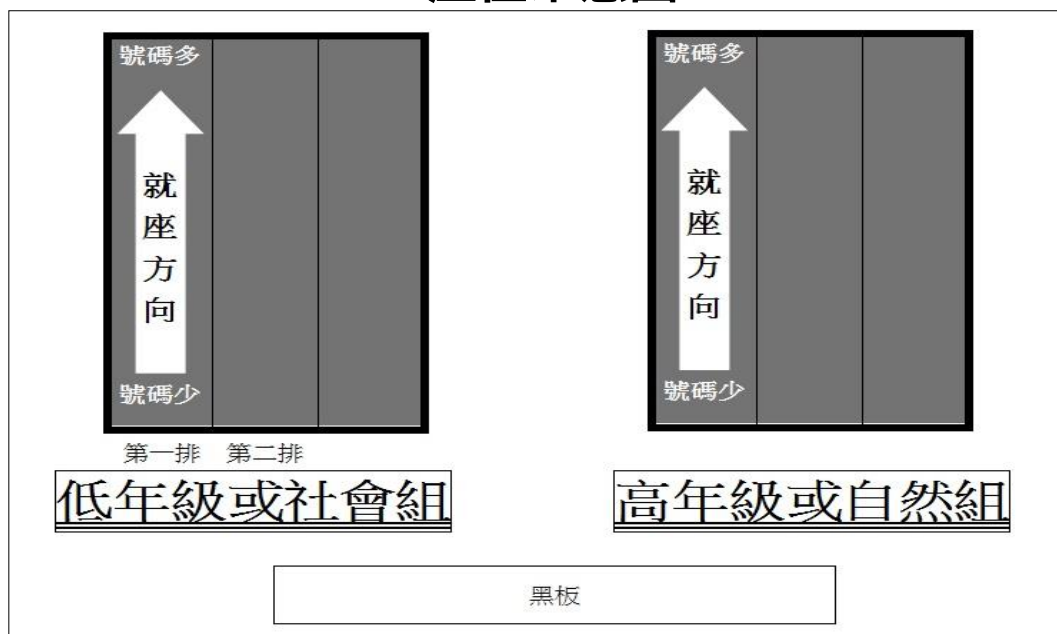 號碼多
就座方向
號碼少
第一排 第二排
低年級或社會組
號碼多
就座方向
號碼少
高年級或自然組
黑板